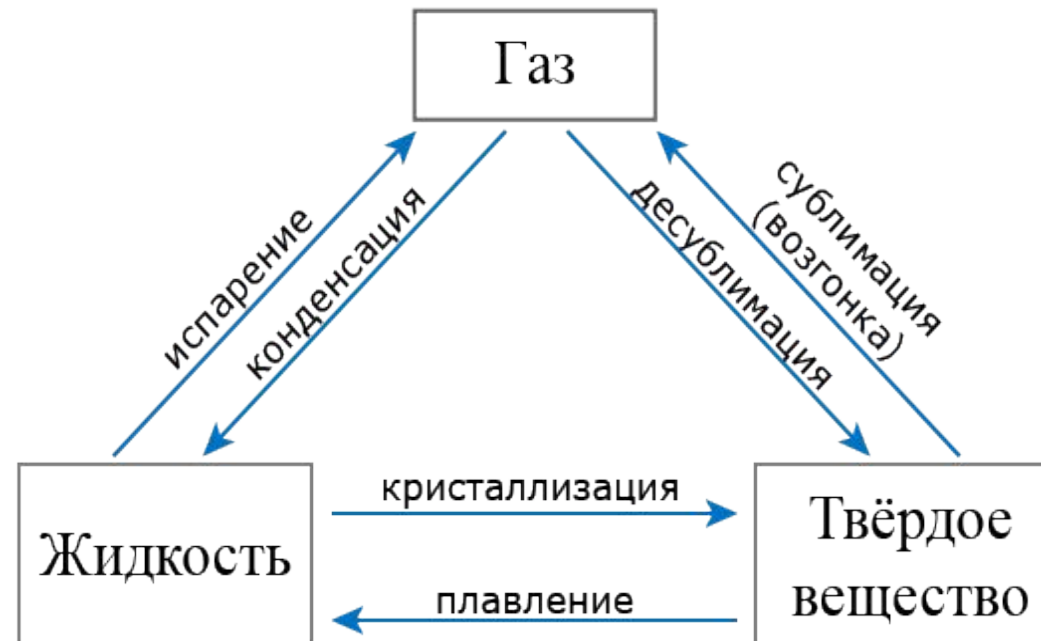 Газ
испарение
конденсация
десублимация
сублимация
(возгонка)
Жидкость
кристаллизация
плавление
Твёрдое
вещество